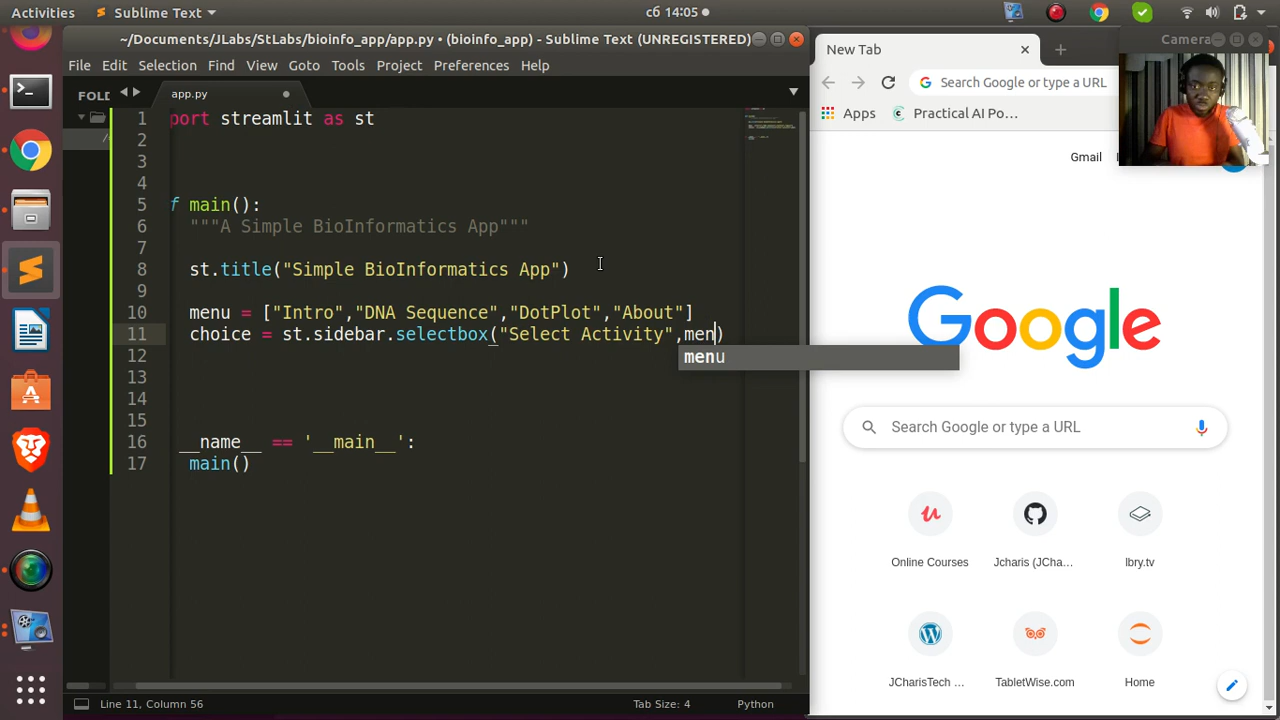 Activities
Sublime Text
сб 14:05
~/Documents/JLabs/StLabs/bioinfo_app/app.py • (bioinfo_app) - Sublime Text (UNREGISTERED)
File Edit Selection Find View Goto Tools Project Preferences Help
FOLD
app.py
1 port streamlit as st
2
3
4
5 f main():
6 """A Simple BioInformatics App"""
7
8 st.title("Simple BioInformatics App")
9
10 menu = ["Intro","DNA Sequence","DotPlot","About"]
11 choice = st.sidebar.selectbox("Select Activity",men)
menu
12
13
14
15
16 __name__ == '__main__':
17 main()
Line 11, Column 56
Tab Size: 4
Python
New Tab
Camera
Search Google or type a URL
Apps
Practical AI Po...
Gmail
Google
Search Google or type a URL
Online Courses
Jcharis (JCha...
lbry.tv
JCharisTech ...
TabletWise.com
Home